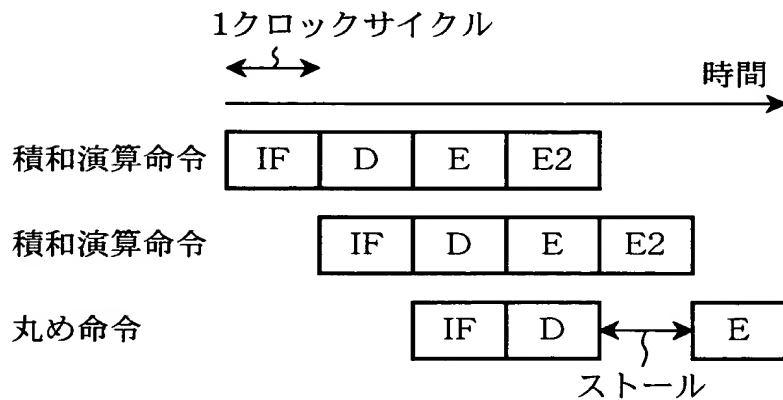 1クロックサイクル
時間
積和演算命令 IF D E E2
積和演算命令 IF D E E2
丸め命令 IF D E
ストール